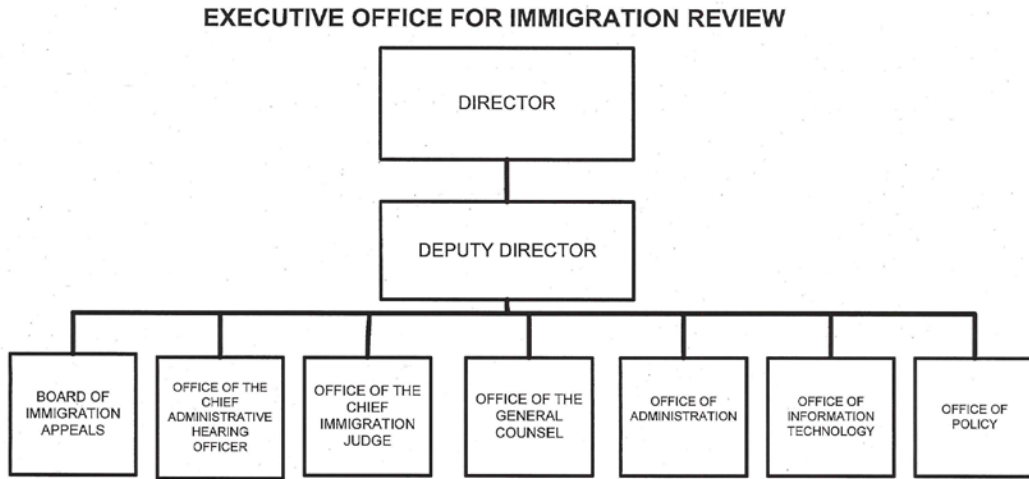 EXECUTIVE OFFICE FOR IMMIGRATION REVIEW
DIRECTOR
DEPUTY DIRECTOR
BOARD OF
IMMIGRATION
APPEALS
OFFICE OF THE
CHIEF
ADMINISTRATIVE
HEARING
OFFICER
OFFICE OF THE
CHIEF
IMMIGRATION
JUDGE
OFFICE OF THE
GENERAL
COUNSEL
OFFICE OF
ADMINISTRATION
OFFICE OF
INFORMATION
TECHNOLOGY
OFFICE OF
POLICY